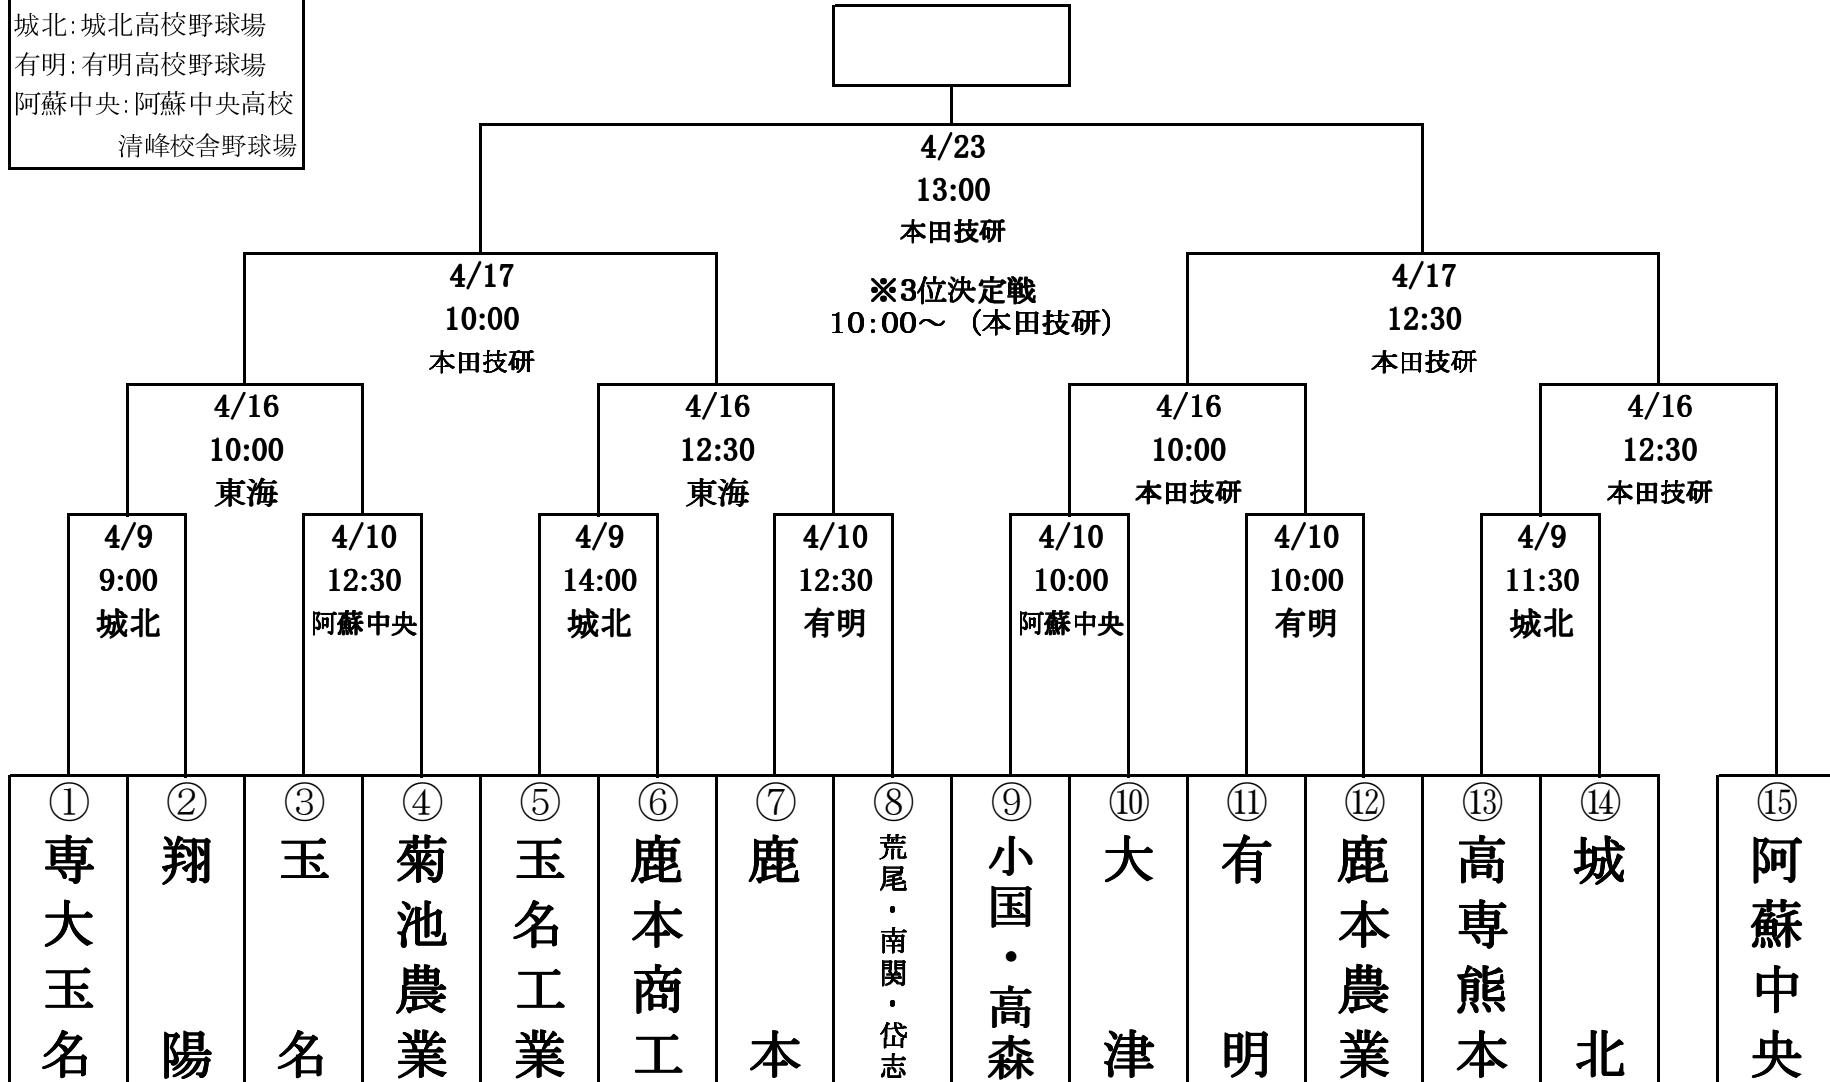 城北：城北高校野球場
有明：有明高校野球場
阿蘇中央：阿蘇中央高校
清峰校舎野球場
4/23
13:00
本田技研
※3位決定戦
10：00～　（本田技研）
4/17
10:00
本田技研
4/17
12:30
本田技研
4/16
10:00
東海
4/16
12:30
東海
4/16
10:00
本田技研
4/16
12:30
本田技研
4/9
9:00
城北
4/10
12:30
阿蘇中央
4/9
14:00
城北
4/10
12:30
有明
4/10
10:00
阿蘇中央
4/10
10:00
有明
4/9
11:30
城北
①
専大玉名
②
翔陽
③
玉名
④
菊池農業
⑤
玉名工業
⑥
鹿本商工
⑦
鹿本
⑧
荒尾・南関・岱志
⑨
小国・高森
⑩
大津
⑪
有明
⑫
鹿本農業
⑬
高専熊本
⑭
城北
⑮
阿蘇中央